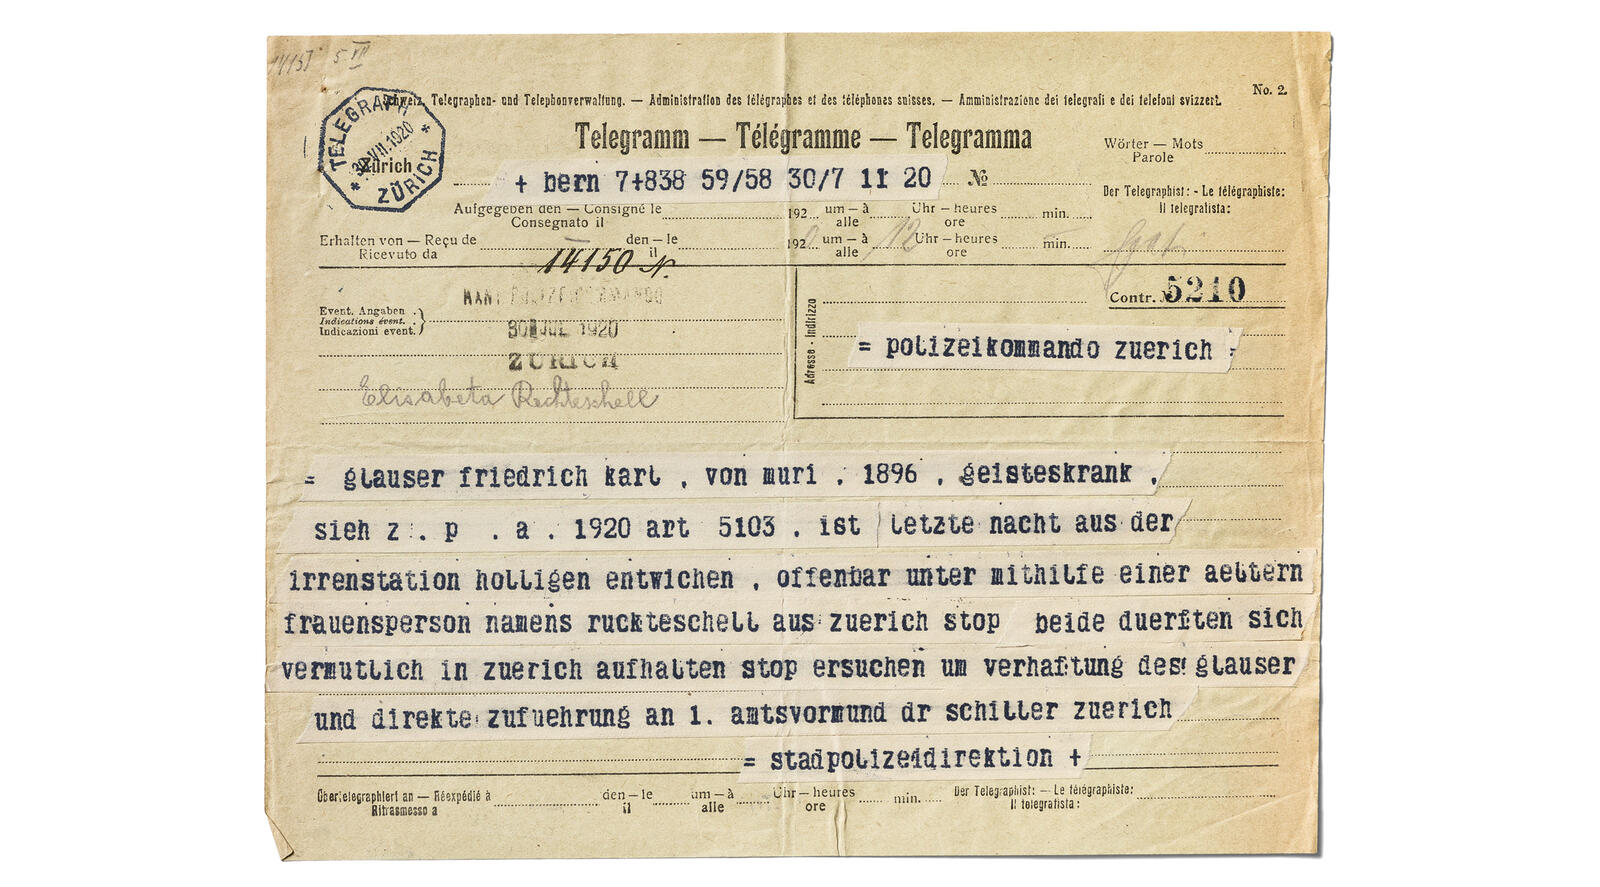 14151 5 VII
Schweiz. Telegraphen- und Telephonverwaltung. — Administration des télégraphes et des téléphones suisses. — Amministrazione dei telegrafi e dei telefoni svizzeri.
No. 2.
TELEGRAPH
30.VII.1920
Zürich
* ZÜRICH *
Telegramm — Télégramme — Telegramma
Wörter — Mots
Parole
+ bern 7+838 59/58 30/7 11 20
№
Der Telegraphist: - Le télégraphiste:
Il telegrafista:
Aufgegeben den — Consigné le 192 um — à Uhr — heures min.
Consegnato il alle ore
Erhalten von — Reçu de den — le 192 um — à 12 Uhr — heures min.
Ricevuto da il alle ore
14150 N.
Contr. 5210
KANT. POLIZEICOMMANDO
Event. Angaben
Indications évent.
Indicazioni event.
30 JUL 1920
ZÜRICH
Adresse - Indirizzo
= polizeikommando zuerich =
Elisabeta Rechteschell
= glauser friedrich karl , von muri , 1896 , geisteskrank ,
sieh z . p . a . 1920 art 5103 , ist letzte nacht aus der
irrenstation holligen entwichen , offenbar unter mithilfe einer aeltern
frauensperson namens ruckteschell aus zuerich stop beide duerften sich
vermutlich in zuerich aufhalten stop ersuchen um verhaftung des glauser
und direkte zufuehrung an 1. amtsvormund dr schiller zuerich
= stadpolizeidirektion +
Übertelegraphiert an — Réexpédié à den — le um — à Uhr — heures min. Der Telegraphist: — Le télégraphiste:
Ritrasmesso a il alle ore Il telegrafista: